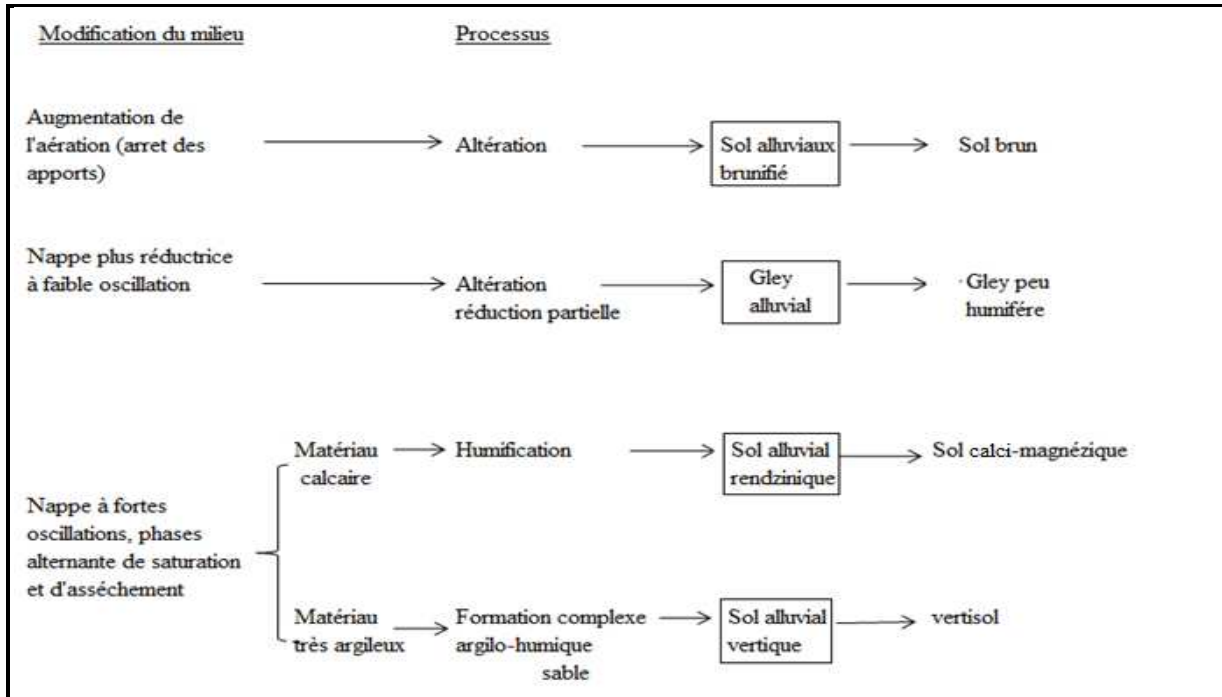 Modification du milieu
Processus
Augmentation de
l'aération (arret des
apports)
Altération
Sol alluviaux
brunifié
Sol brun
Nappe plus réductrice
à faible oscillation
Altération
réduction partielle
Gley
alluvial
Gley peu
humifére
Nappe à fortes
oscillations, phases
alternante de saturation
et d'asséchement
Matériau
calcaire
Humification
Sol alluvial
rendzinique
Sol calci-magnézique
Matériau
très argileux
Formation complexe
argilo-humique
sable
Sol alluvial
vertique
vertisol